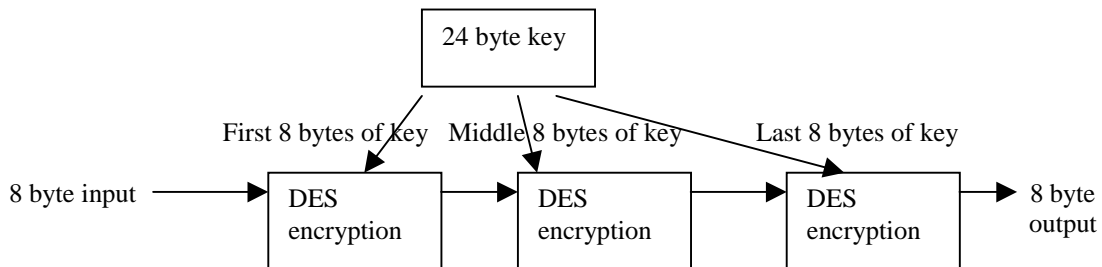 24 byte key
First 8 bytes of key
Middle 8 bytes of key
Last 8 bytes of key
8 byte input
DES
encryption
DES
encryption
DES
encryption
8 byte
output